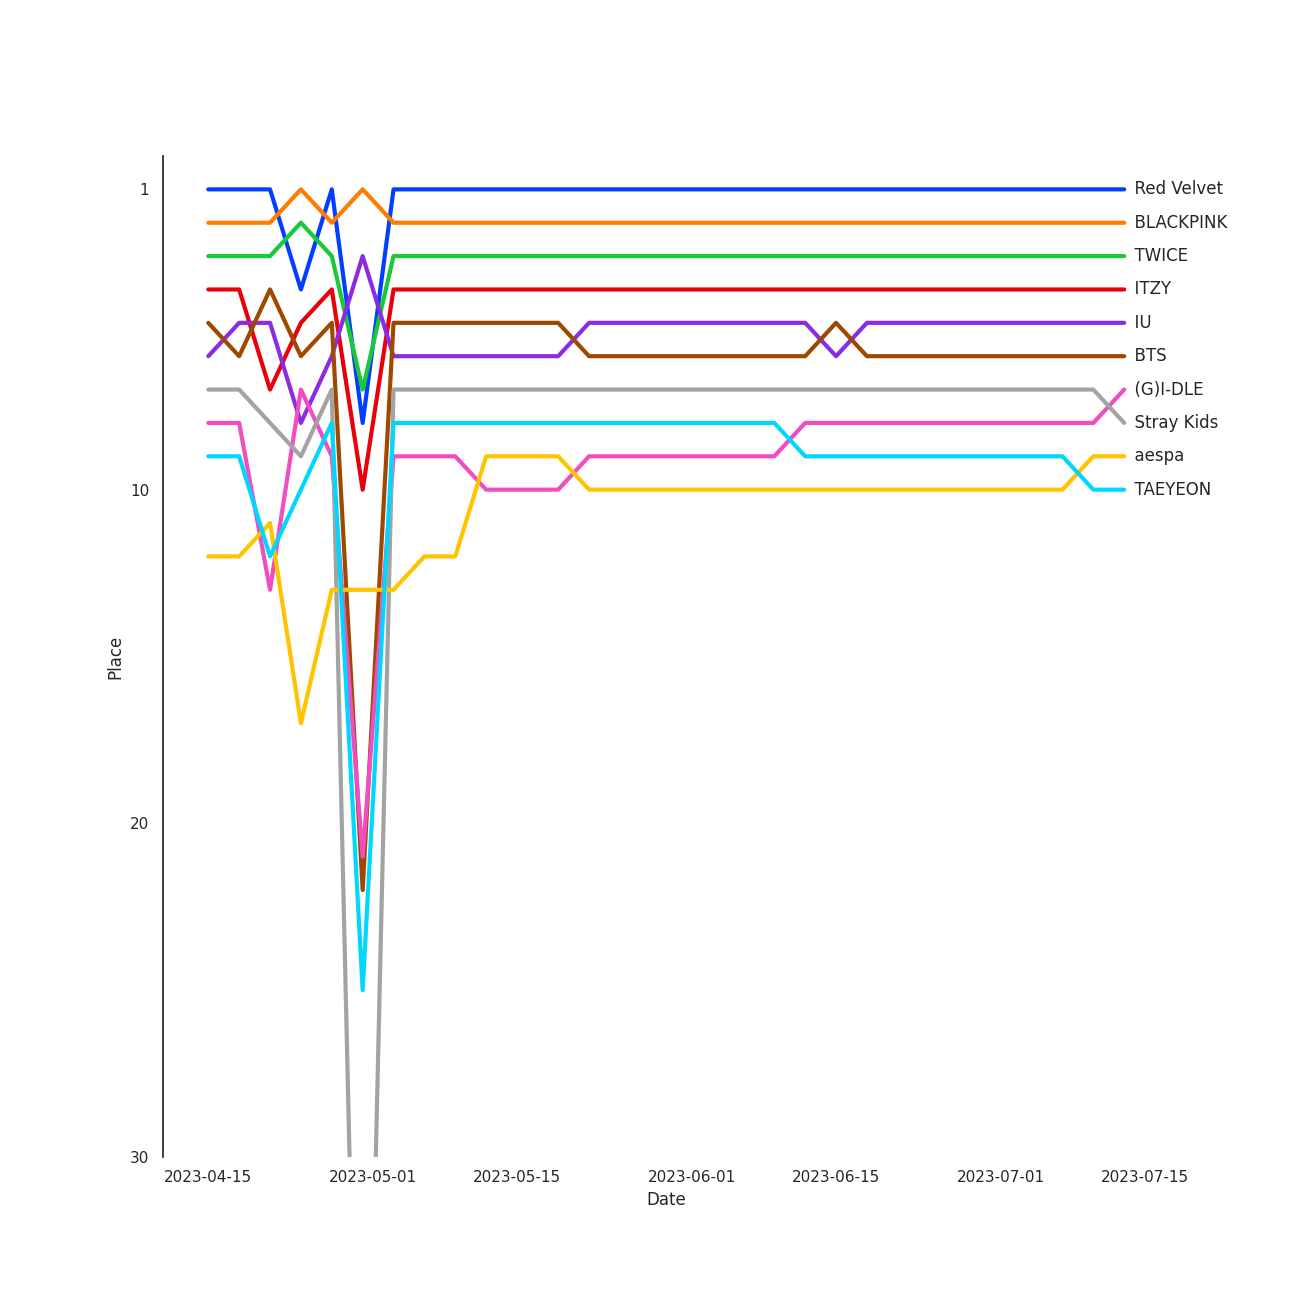 1
10
20
30
Place
Red Velvet
BLACKPINK
TWICE
ITZY
IU
BTS
(G)I-DLE
Stray Kids
aespa
TAEYEON
2023-04-15 2023-05-01 2023-05-15 2023-06-01 2023-06-15 2023-07-01 2023-07-15
Date